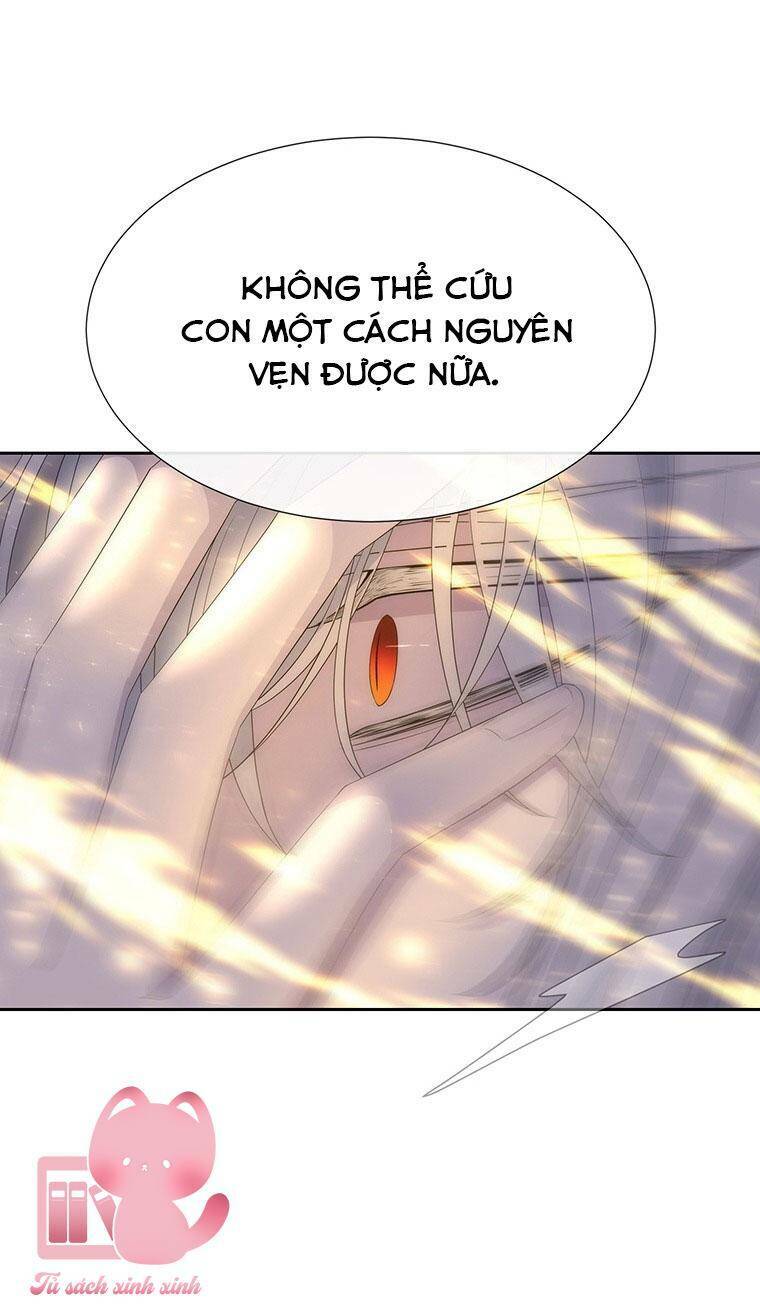 KHÔNG THỂ CỨU
CON MỘT CÁCH NGUYÊN
VẸN ĐƯỢC NỮA.
Tủ sách xinh xinh